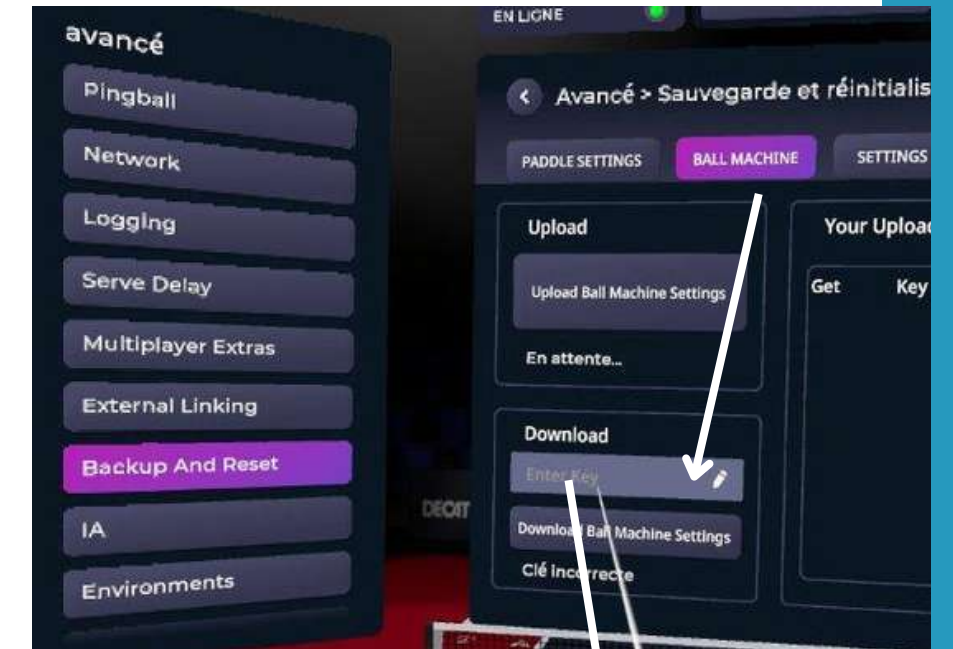 avancé
Pingball
Network
Logging
Serve Delay
Multiplayer Extras
External Linking
Backup And Reset
IA
Environments
EN LIGNE
Avancé > Sauvegarde et réinitialis
PADDLE SETTINGS
BALL MACHINE
SETTINGS
Upload
Upload Ball Machine Settings
En attente...
Download
Enter Key
Download Ball Machine Settings
Clé incorrecte
Your Upload
Get Key